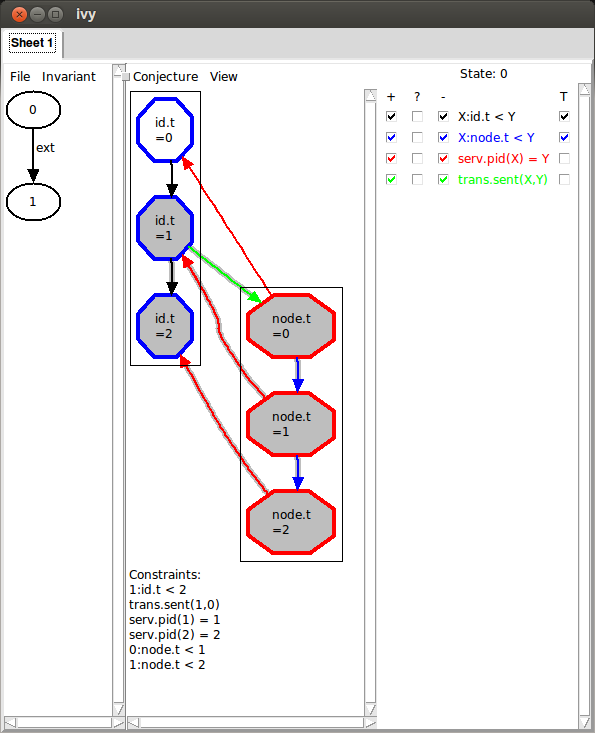 ivy
Sheet 1
File Invariant
Conjecture View
State: 0
0
ext
1
id.t
=0
id.t
=1
id.t
=2
node.t
=0
node.t
=1
node.t
=2
Constraints:
1:id.t < 2
trans.sent(1,0)
serv.pid(1) = 1
serv.pid(2) = 2
0:node.t < 1
1:node.t < 2
+ ? - T
X:id.t < Y
X:node.t < Y
serv.pid(X) = Y
trans.sent(X,Y)